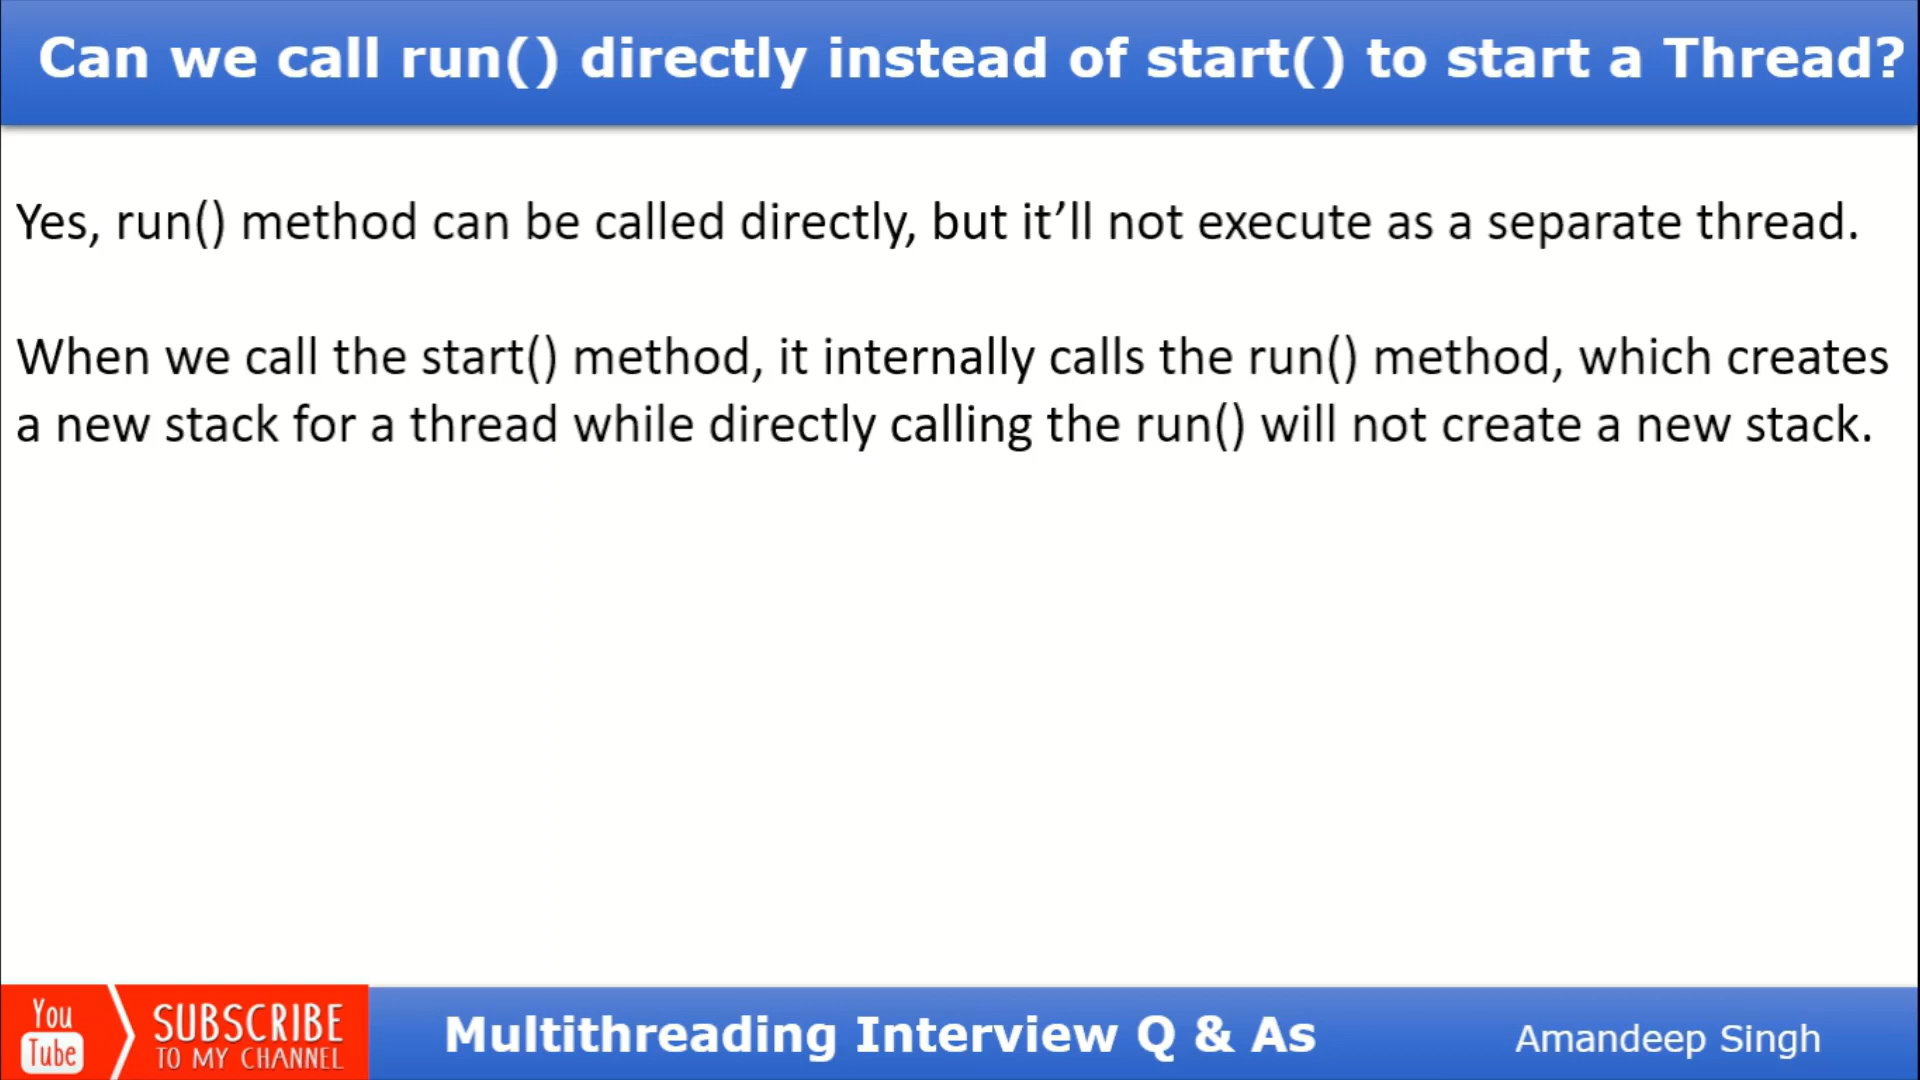 Can we call run() directly instead of start() to start a Thread?
Yes, run() method can be called directly, but it’ll not execute as a separate thread.
When we call the start() method, it internally calls the run() method, which creates
a new stack for a thread while directly calling the run() will not create a new stack.
You
Tube
SUBSCRIBE
TO MY CHANNEL
Multithreading Interview Q & As
Amandeep Singh